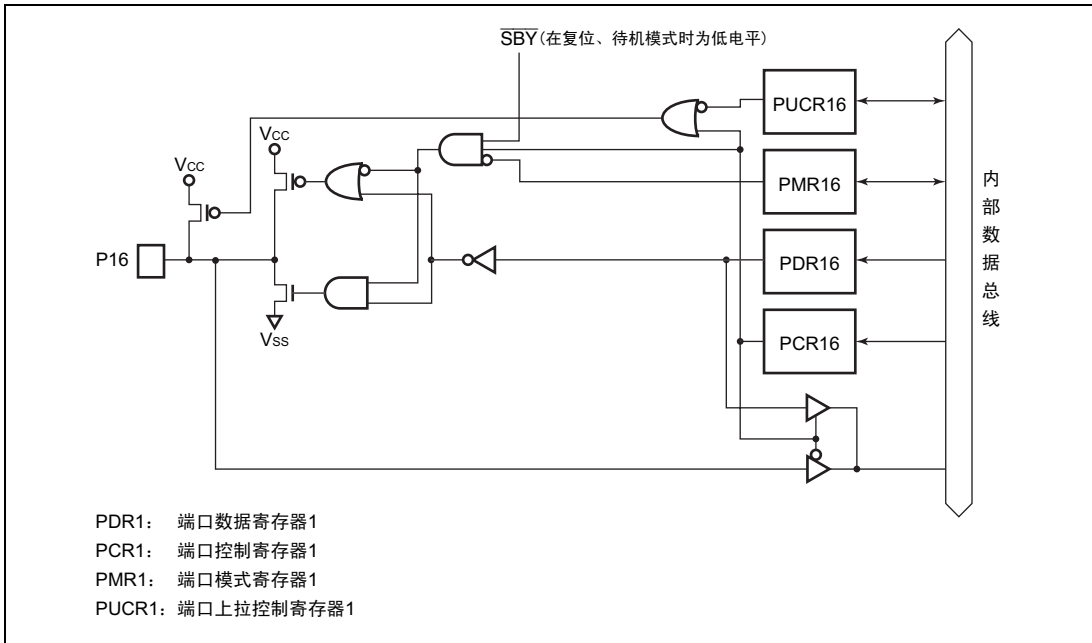 SBY(在复位、待机模式时为低电平)
PUCR16
VCC
VCC
PMR16
P16
PDR16
VSS
PCR16
内部数据总线
PDR1: 端口数据寄存器1
PCR1: 端口控制寄存器1
PMR1: 端口模式寄存器1
PUCR1: 端口上拉控制寄存器1